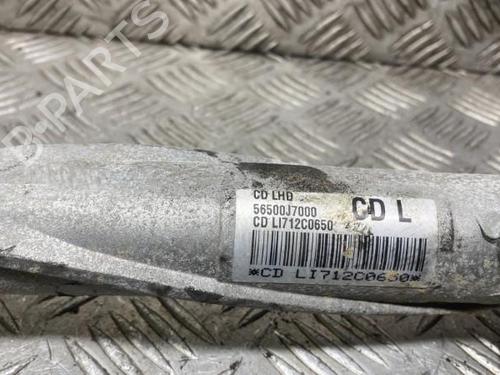 CD LHD
56500J7000
CD LI712C0650
CD L
*CD LI712C0650*
B-PARTS